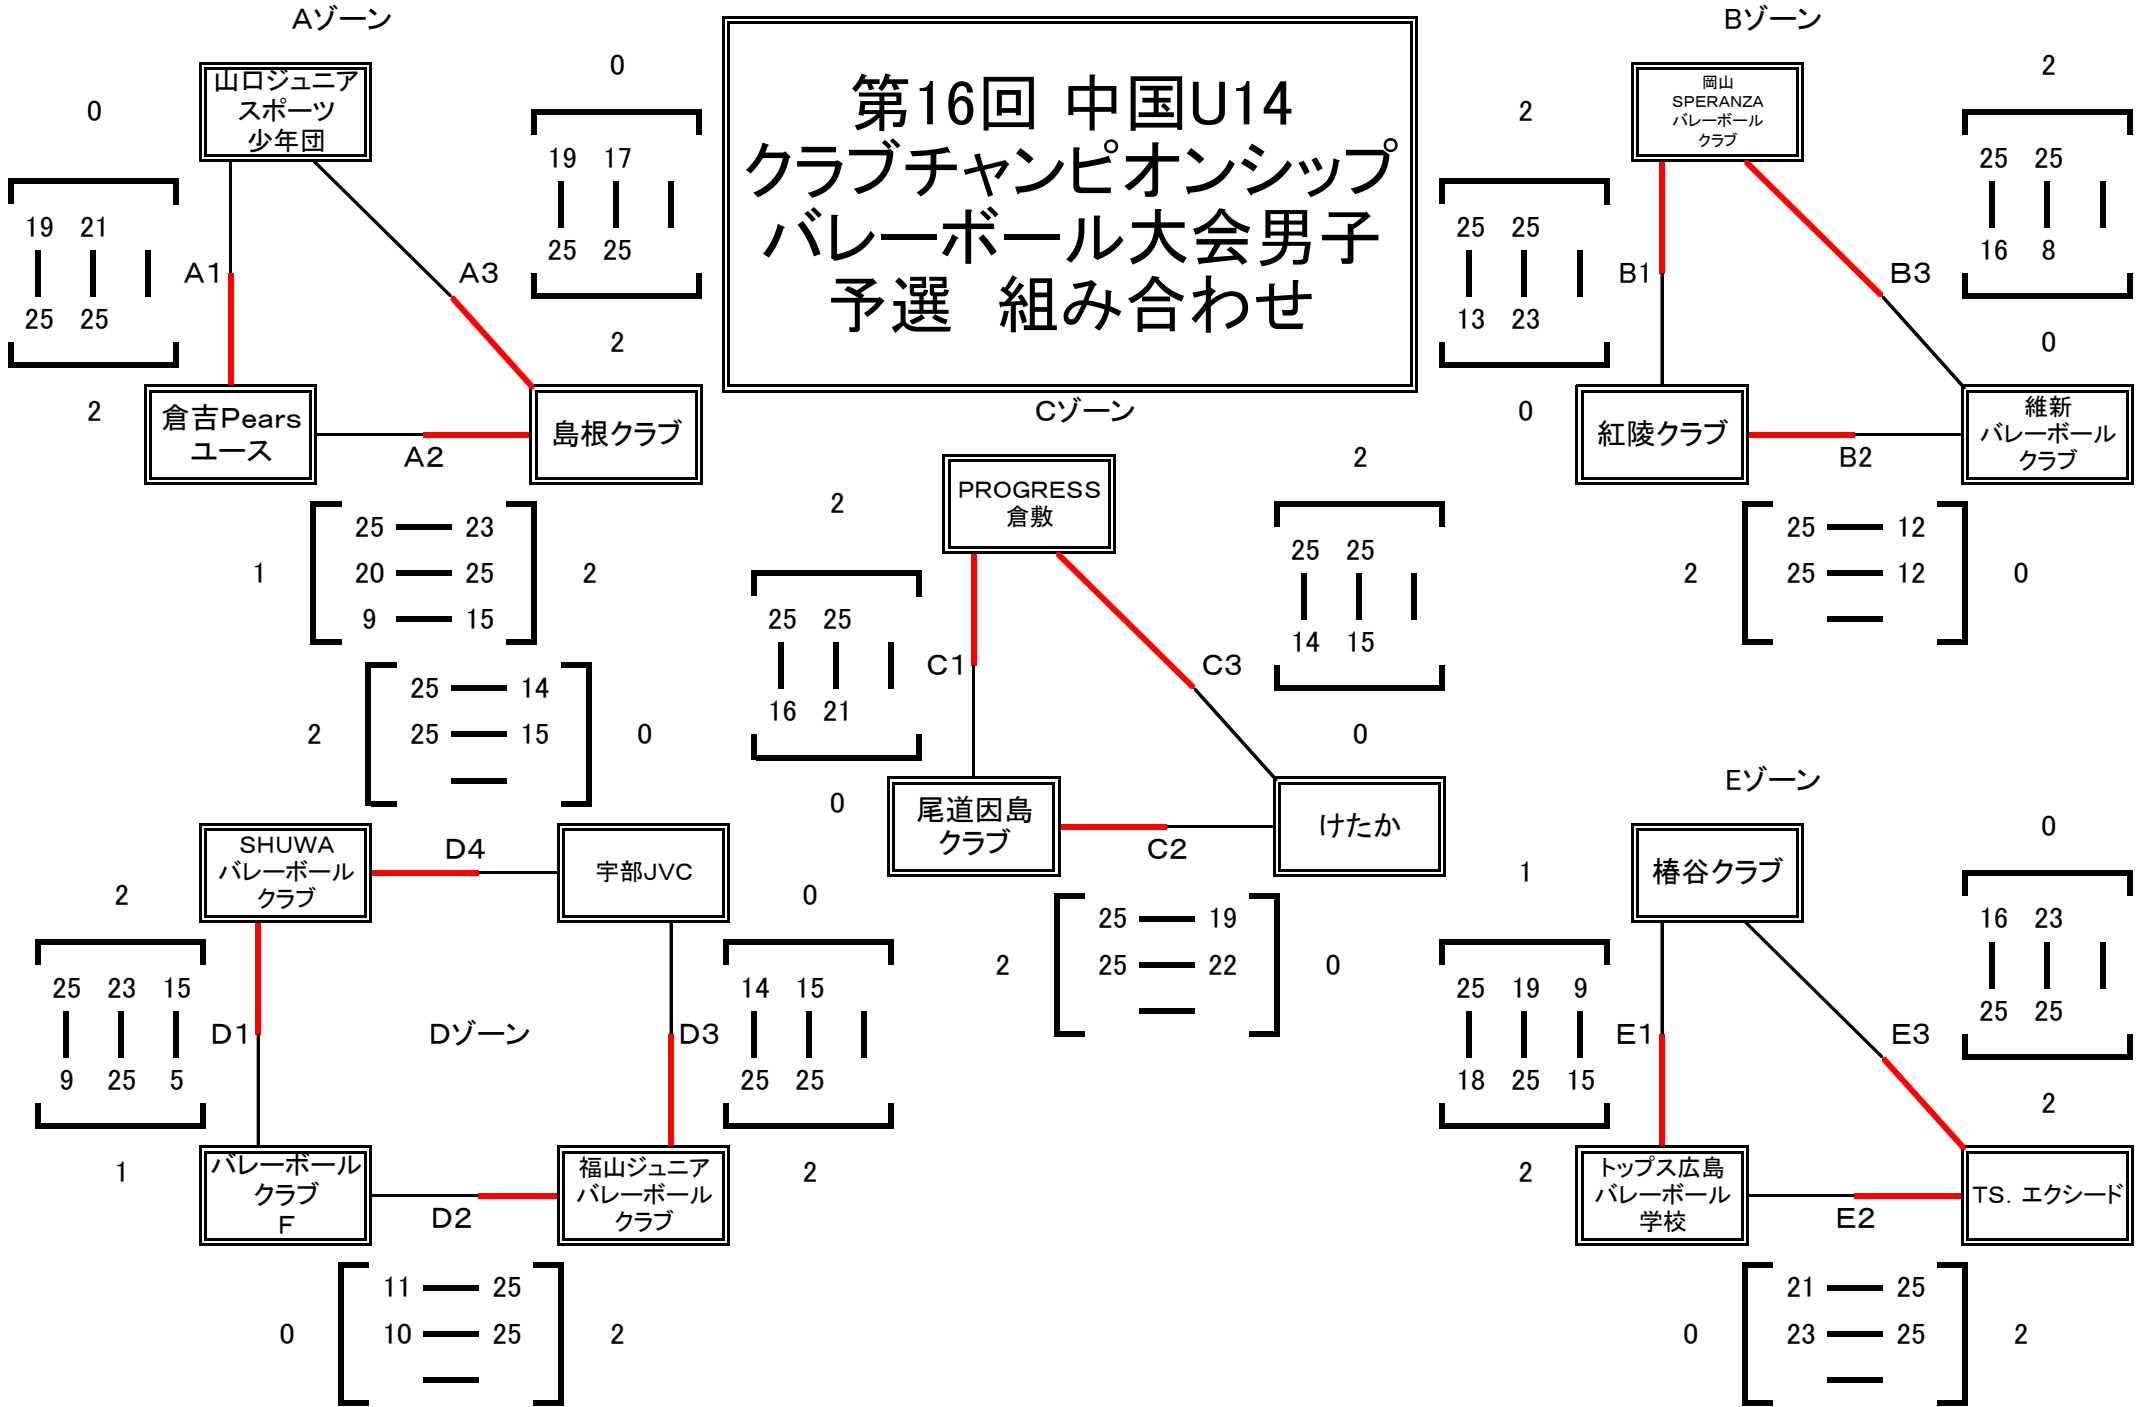 第16回 中国U14
クラブチャンピオンシップ
バレーボール大会男子
予選　組み合わせ
Aゾーン
山口ジュニア
スポーツ
少年団
0
19 21
25 25
2
A1
0
19 17
25 25
2
A3
倉吉Pears
ユース
島根クラブ
A2
1
25 23
20 25
9 15
2
Bゾーン
岡山
SPERANZA
バレーボール
クラブ
2
25 25
13 23
0
B1
2
25 25
16 8
0
B3
紅陵クラブ
維新
バレーボール
クラブ
B2
2
25 12
25 12
0
Cゾーン
PROGRESS
倉敷
2
25 25
16 21
0
C1
2
25 25
14 15
0
C3
尾道因島
クラブ
けたか
C2
2
25 19
25 22
0
2
25 14
25 15
0
SHUWA
バレーボール
クラブ
D4
宇部JVC
2
25 23 15
9 25 5
1
D1
Dゾーン
D3
0
14 15
25 25
2
バレーボール
クラブ
F
福山ジュニア
バレーボール
クラブ
D2
0
11 25
10 25
2
Eゾーン
椿谷クラブ
1
25 19 9
18 25 15
2
E1
0
16 23
25 25
2
E3
トップス広島
バレーボール
学校
TS. エクシード
E2
0
21 25
23 25
2